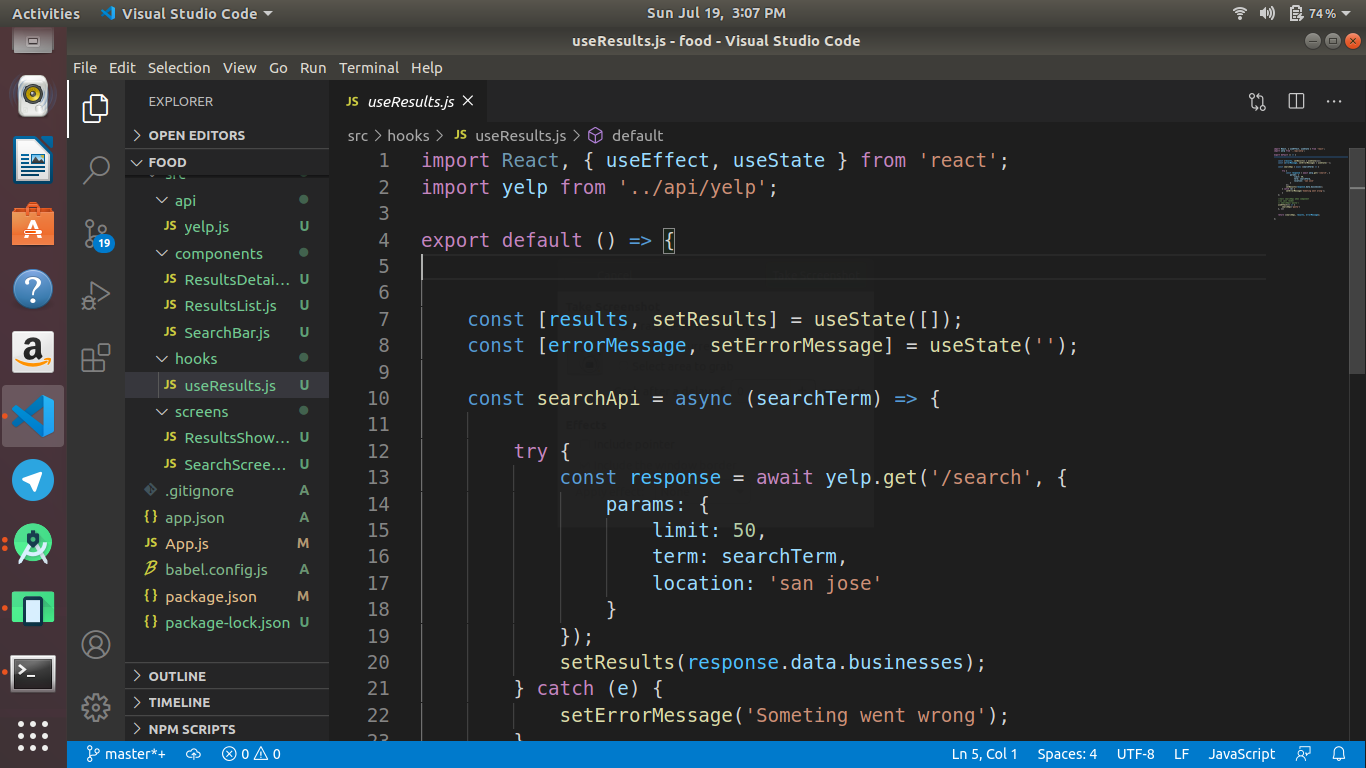 Activities Visual Studio Code Sun Jul 19, 3:07 PM 74%
useResults.js - food - Visual Studio Code
File Edit Selection View Go Run Terminal Help
EXPLORER
OPEN EDITORS
FOOD
src
api
yelp.js U
components
ResultsDetai... U
ResultsList.js U
SearchBar.js U
hooks
useResults.js U
screens
ResultsShow... U
SearchScree... U
.gitignore A
{} app.json A
JS App.js M
babel.config.js A
{} package.json M
{} package-lock.json U
OUTLINE
TIMELINE
NPM SCRIPTS
19
JS useResults.js
src > hooks > JS useResults.js > default
1 import React, { useEffect, useState } from 'react';
2 import yelp from '../api/yelp';
3
4 export default () => {
5
6
7 const [results, setResults] = useState([]);
8 const [errorMessage, setErrorMessage] = useState('');
9
10 const searchApi = async (searchTerm) => {
11
12 try {
13 const response = await yelp.get('/search', {
14 params: {
15 limit: 50,
16 term: searchTerm,
17 location: 'san jose'
18 }
19 });
20 setResults(response.data.businesses);
21 } catch (e) {
22 setErrorMessage('Someting went wrong');
23 }
master*+ 0 0 Ln 5, Col 1 Spaces: 4 UTF-8 LF JavaScript